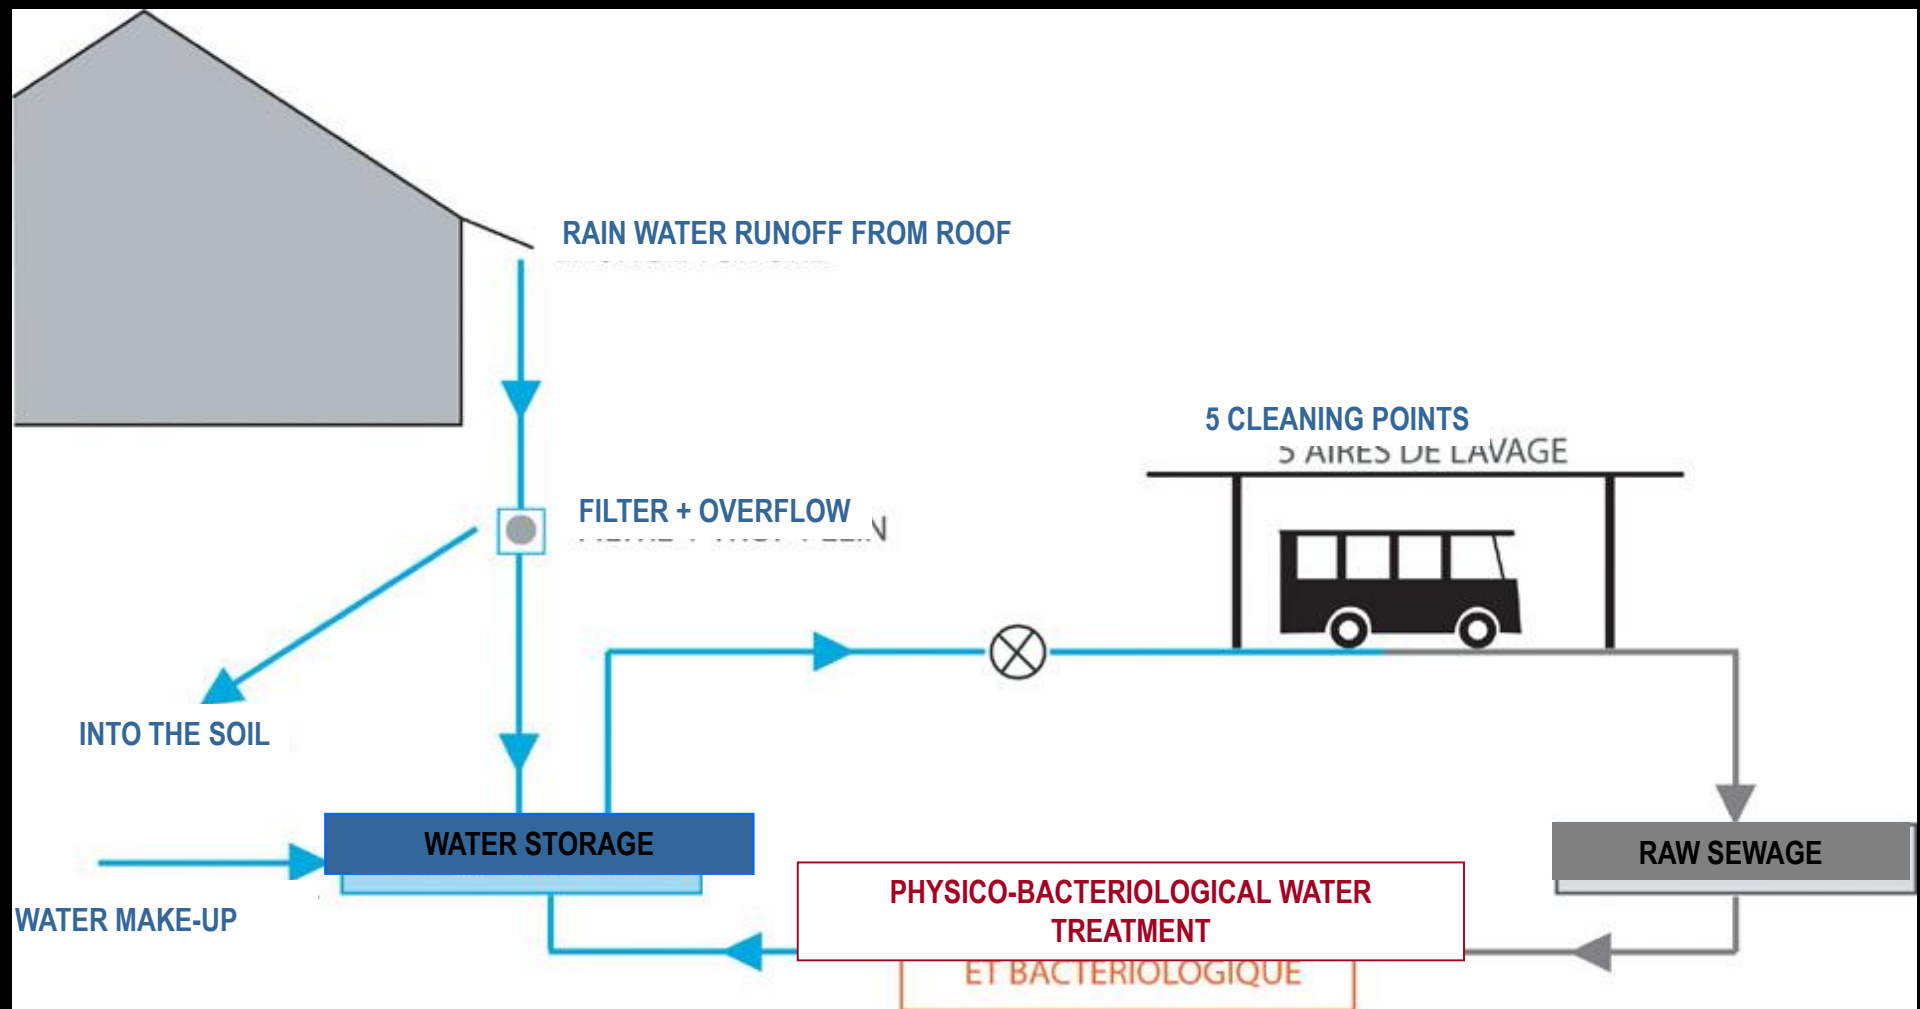 RAIN WATER RUNOFF FROM ROOF
5 CLEANING POINTS
5 AIRES DE LAVAGE
FILTER + OVERFLOW
INTO THE SOIL
WATER STORAGE
RAW SEWAGE
PHYSICO-BACTERIOLOGICAL WATER
TREATMENT
WATER MAKE-UP
ET BACTERIOLOGIQUE